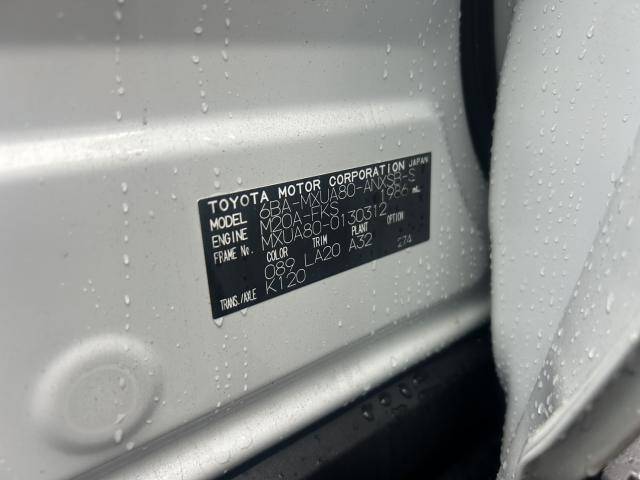 TOYOTA MOTOR CORPORATION JAPAN
MODEL 6BA-MXUA80-ANXSB-S
ENGINE M20A-FKS 1986 mL
FRAME No. MXUA80-0130312
COLOR TRIM PLANT OPTION
089 LA20 A32
TRANS./AXLE K120 274